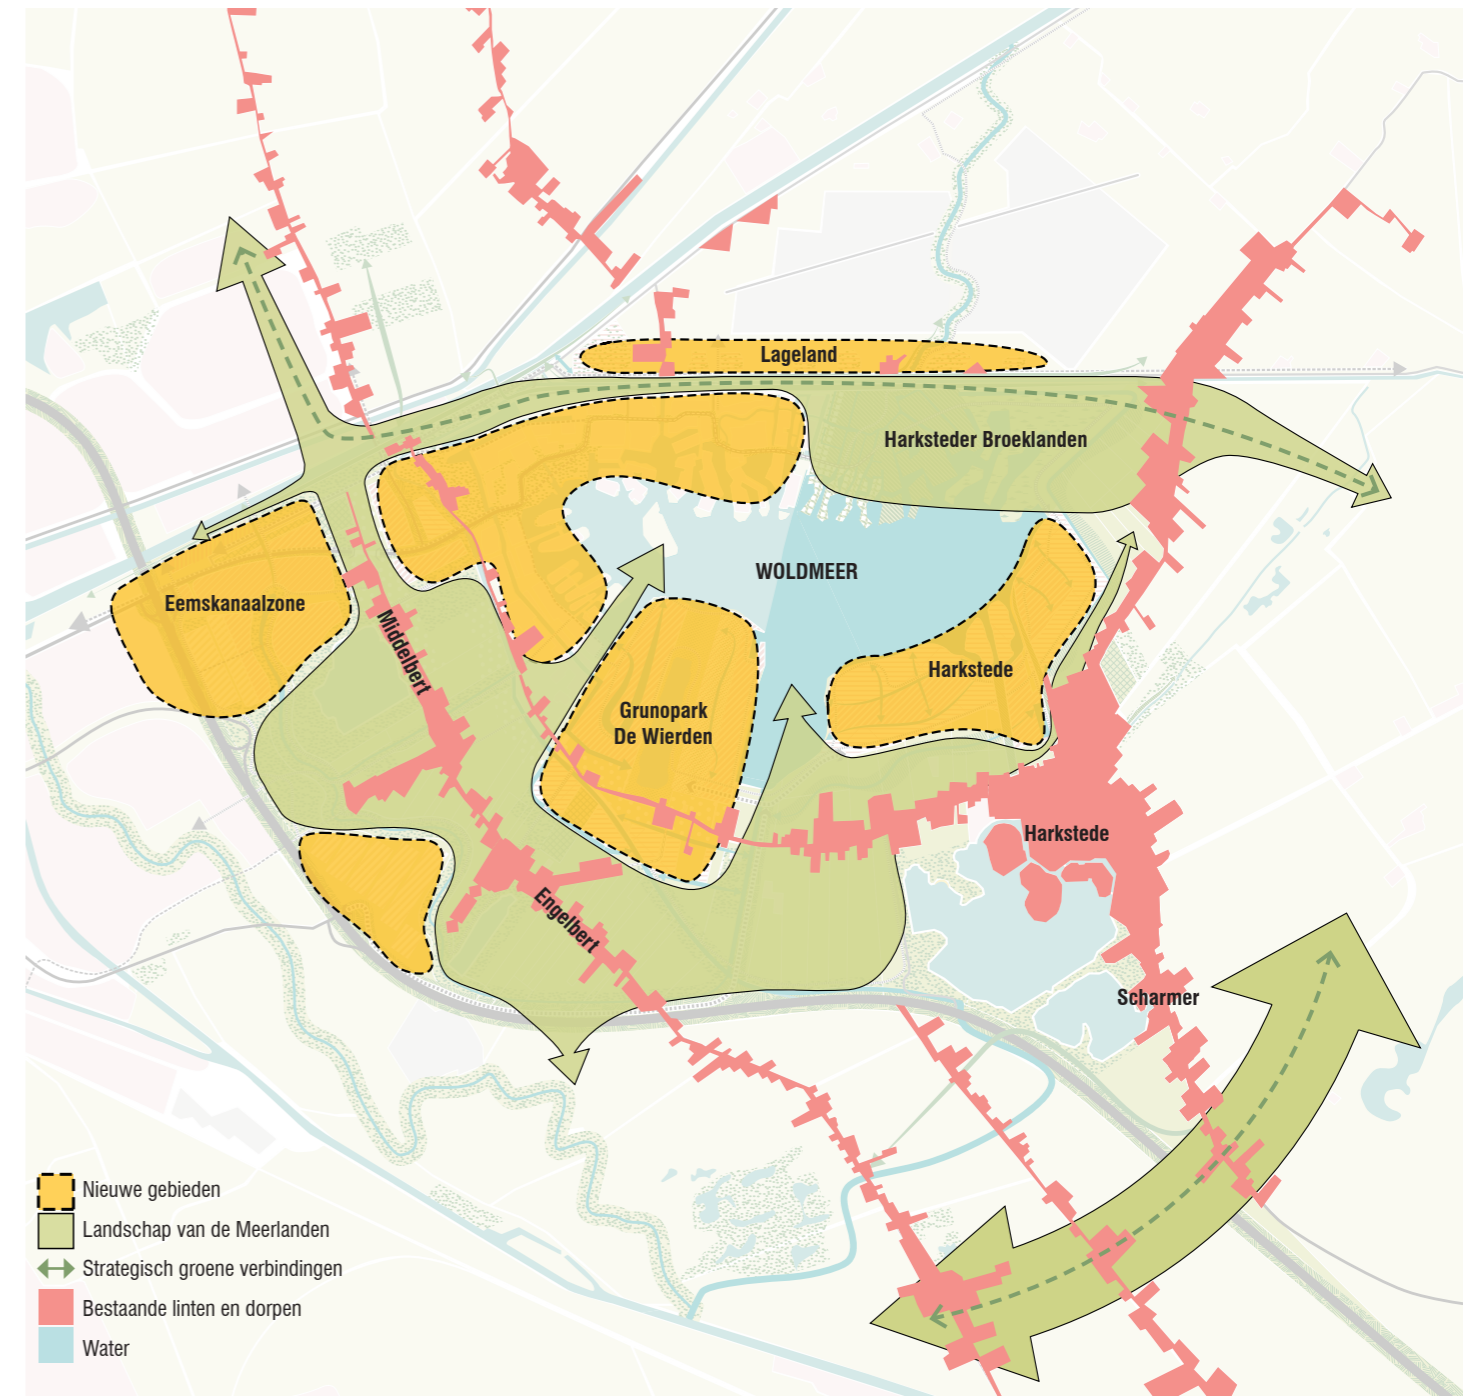 Lageland
Harksteder Broeklanden
WOLDMEER
Eemskanaalzone
Middelbert
Harkstede
Grunopark
De Wierden
Harkstede
Engelbert
Scharmer
Nieuwe gebieden
Landschap van de Meerlanden
Strategisch groene verbindingen
Bestaande linten en dorpen
Water